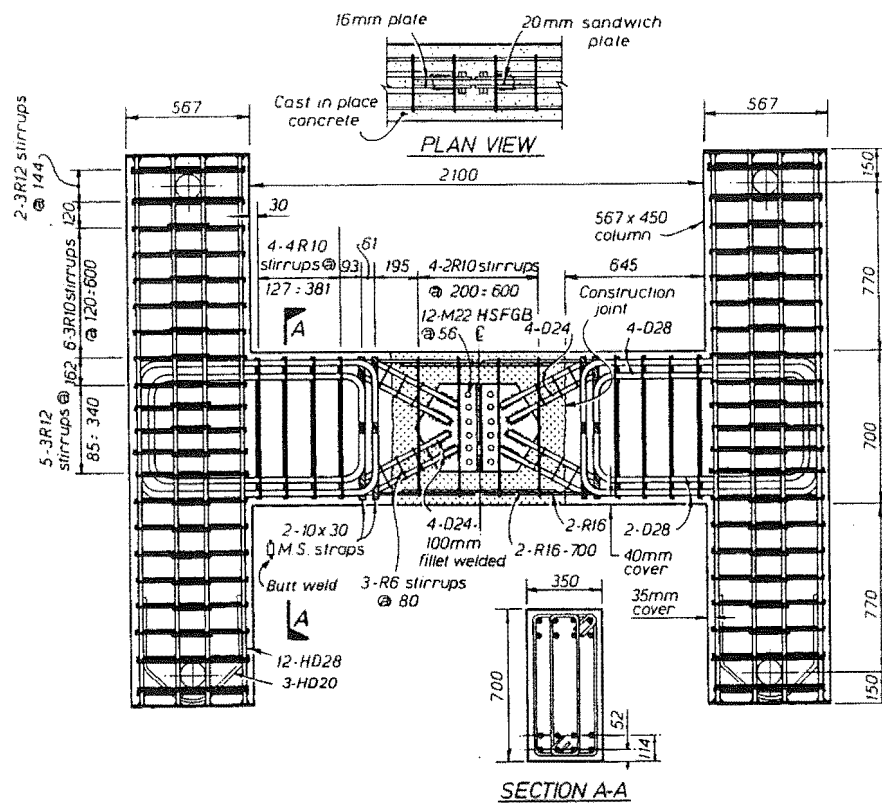 16mm plate
20mm sandwich
plate
Cast in place
concrete
PLAN VIEW
567
2100
567
2-3R12 stirrups
@ 144
120
6-3R10 stirrups
@ 120=600
162
5-3R12
stirrups @
85 = 340
30
4-4R10
stirrups @
127 = 381
93
61
195
4-2R10 stirrups
@ 200=600
12-M22 HSFGB
@ 56
℄
645
4-D24
Construction
joint
4-D28
567 x 450
column
150
770
700
770
150
A
A
2-10 x 30
M.S. straps
Butt weld
3-R6 stirrups
@ 80
4-D24
100mm
fillet welded
2-R16-700
2-R16
2-D28
40mm
cover
35mm
cover
12-HD28
3-HD20
350
700
52
114
SECTION A-A